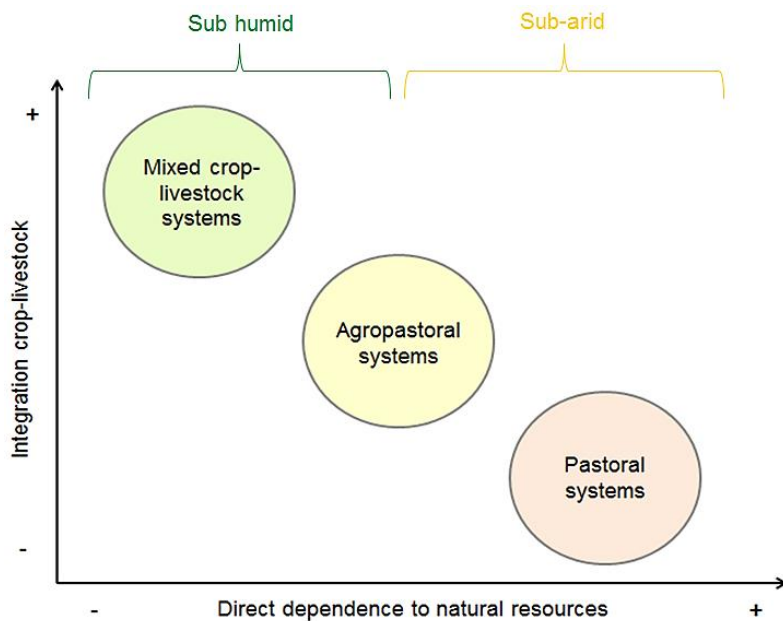 Sub humid
Sub-arid
+
Mixed crop-
livestock
systems
Integration crop-livestock
Agropastoral
systems
Pastoral
systems
-
-
Direct dependence to natural resources
+